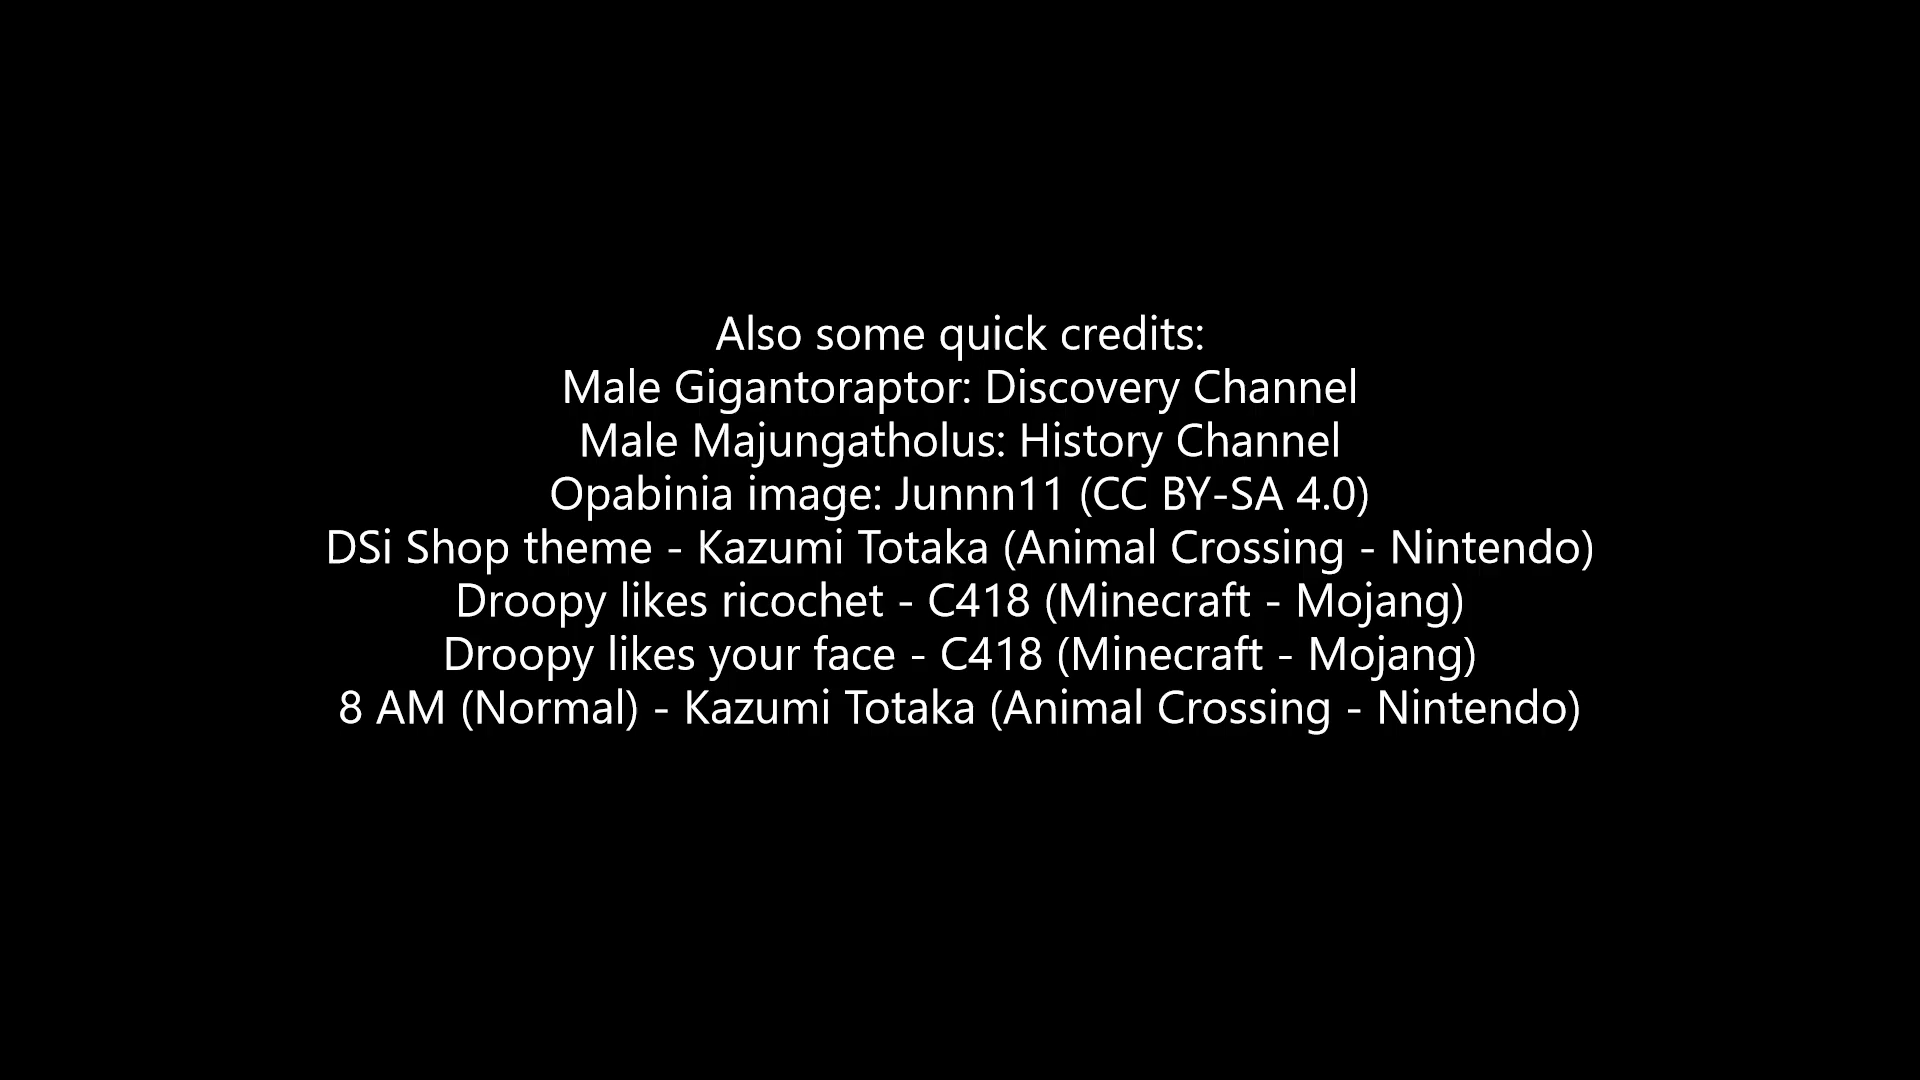 Also some quick credits:
Male Gigantoraptor: Discovery Channel
Male Majungatholus: History Channel
Opabinia image: Junnn11 (CC BY-SA 4.0)
DSi Shop theme - Kazumi Totaka (Animal Crossing - Nintendo)
Droopy likes ricochet - C418 (Minecraft - Mojang)
Droopy likes your face - C418 (Minecraft - Mojang)
8 AM (Normal) - Kazumi Totaka (Animal Crossing - Nintendo)